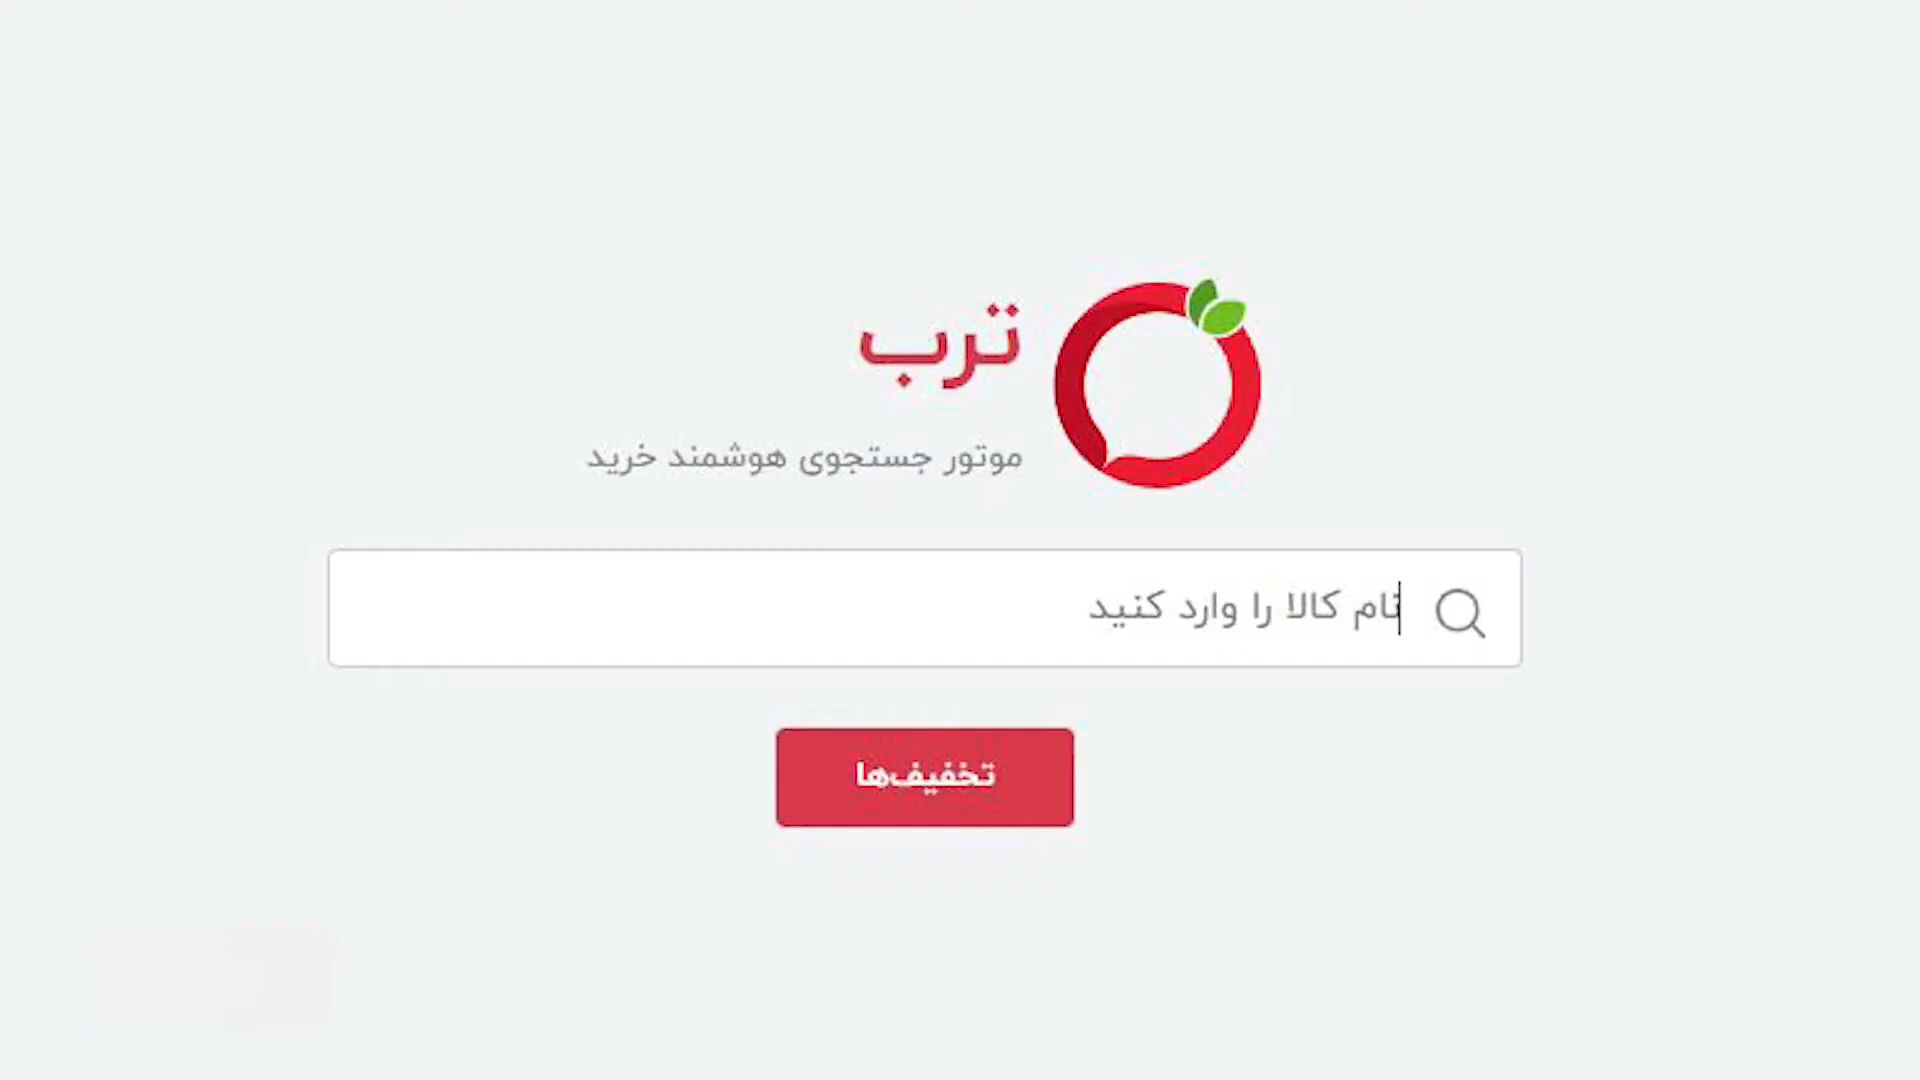 ترب
موتور جستجوی هوشمند خرید
نام کالا را وارد کنید
تخفیف‌ها